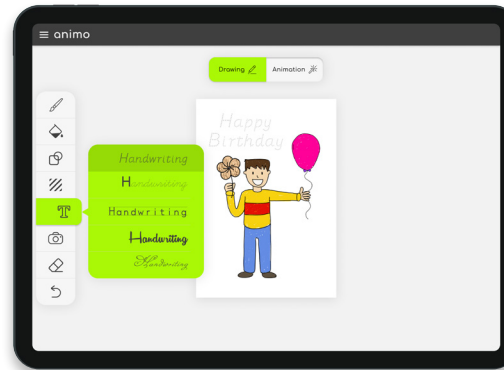 animo
Drawing
Animation
Happy
Birthday
Handwriting
Handwriting
Handwriting
Handwriting
Handwriting